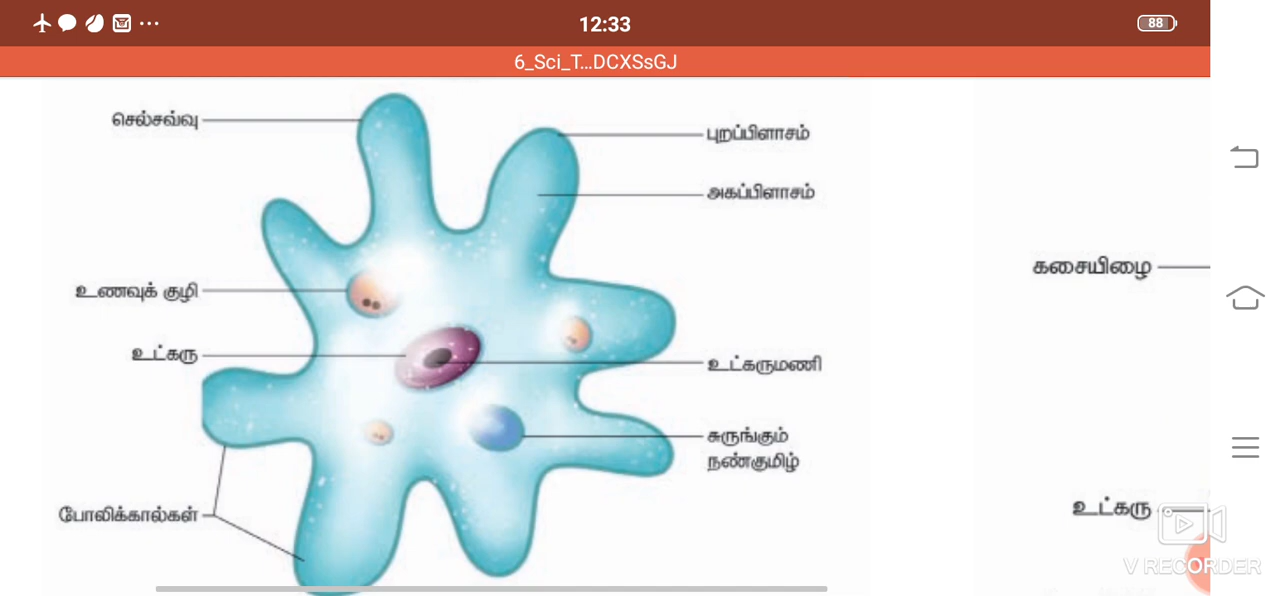 12:33
88
6_Sci_T...DCXSsGJ
செல்சவ்வு
புறப்பிளாசம்
அகப்பிளாசம்
கசையிழை
உணவுக் குழி
உட்கரு
உட்கருமணி
சுருங்கும்
நுண்குமிழ்
போலிக்கால்கள்
உட்கரு
V RECORDER